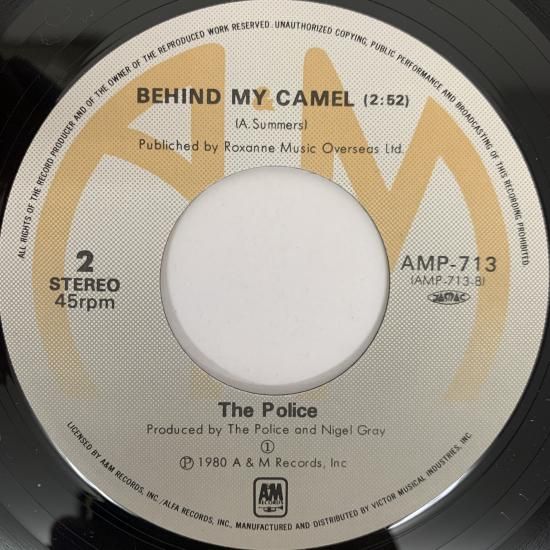 ALL RIGHTS OF THE RECORD PRODUCER AND OF THE OWNER OF THE REPRODUCED WORK RESERVED. UNAUTHORIZED COPYING, PUBLIC PERFORMANCE AND BROADCASTING OF THIS RECORD PROHIBITED.
A&M
BEHIND MY CAMEL (2:52)
(A. Summers)
Publiched by Roxanne Music Overseas Ltd.
2
STEREO
45rpm
AMP-713
(AMP-713-B)
JASRAC
The Police
Produced by The Police and Nigel Gray
①
Ⓟ 1980 A & M Records, Inc
A&M
RECORDS
LICENSED BY A&M RECORDS, INC./ALFA RECORDS, INC., MANUFACTURED AND DISTRIBUTED BY VICTOR MUSICAL INDUSTRIES, INC.